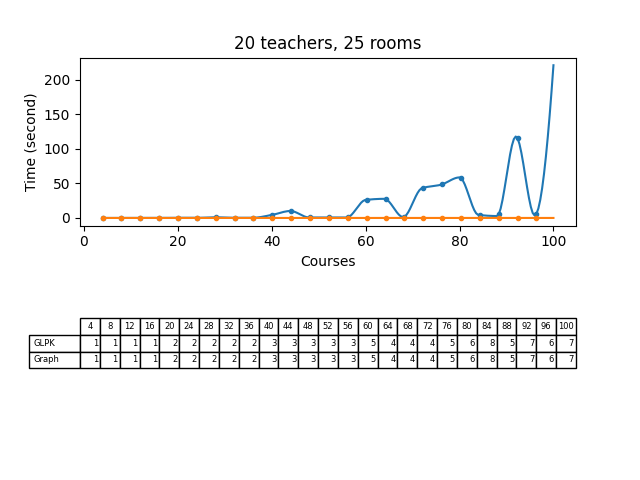 20 teachers, 25 rooms
200
150
100
50
0
Time (second)
0 20 40 60 80 100
Courses
4 8 12 16 20 24 28 32 36 40 44 48 52 56 60 64 68 72 76 80 84 88 92 96 100
GLPK 1 1 1 1 2 2 2 2 2 3 3 3 3 3 5 4 4 4 5 6 8 5 7 6 7
Graph 1 1 1 1 2 2 2 2 2 3 3 3 3 3 5 4 4 4 5 6 8 5 7 6 7